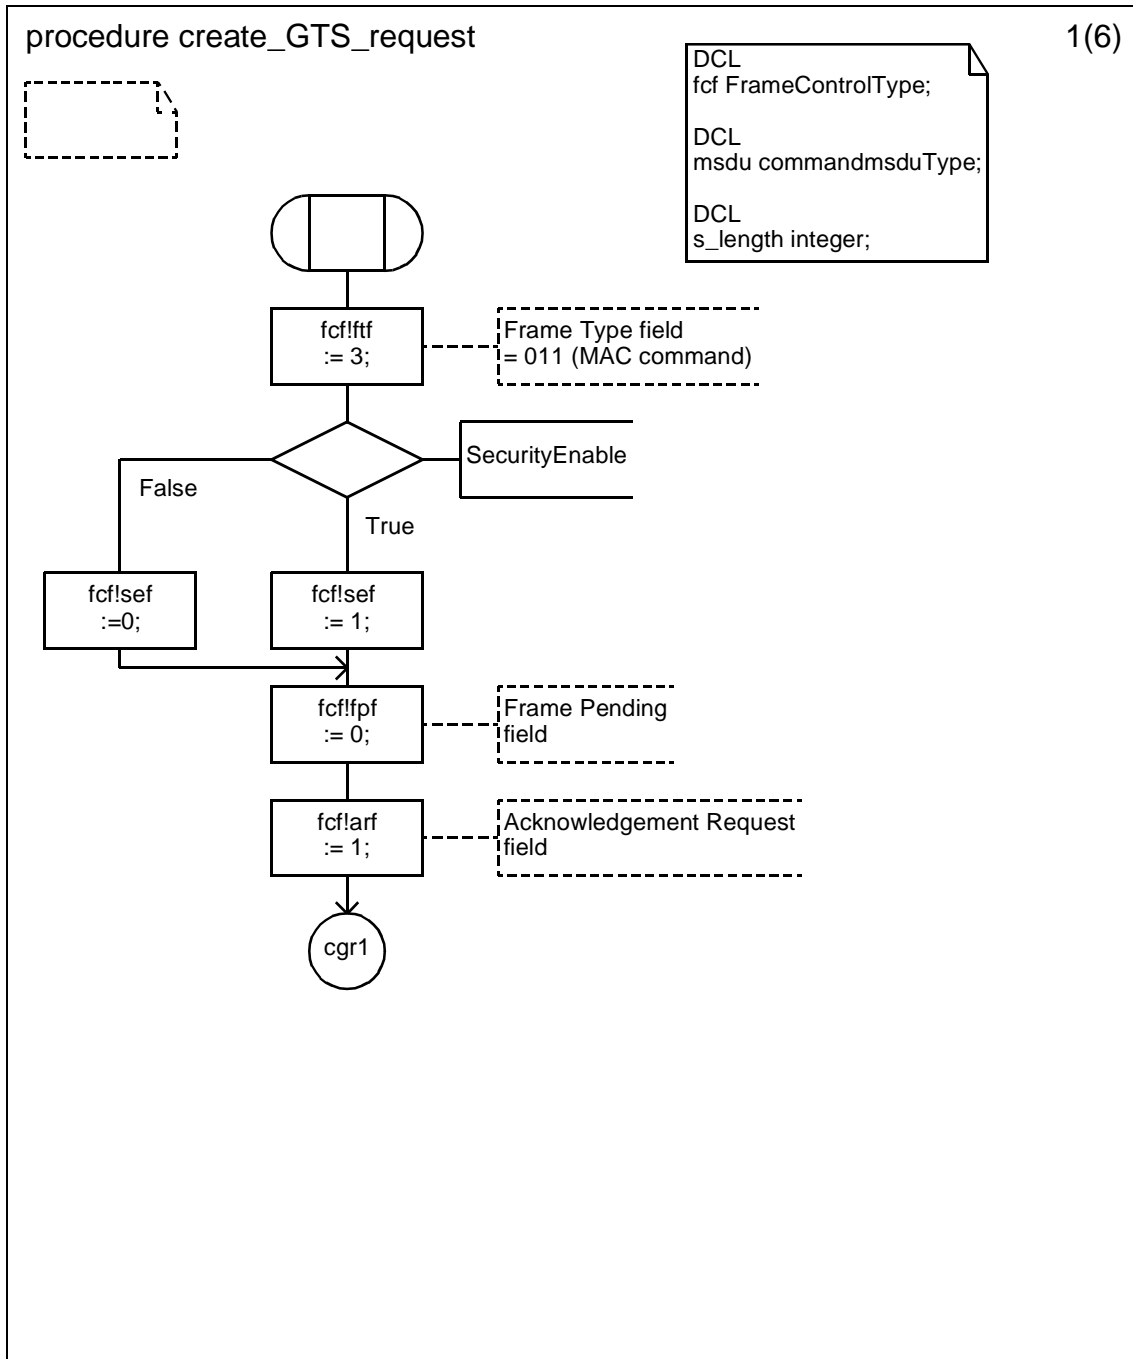 procedure create_GTS_request
1(6)
DCL
fcf FrameControlType;
DCL
msdu commandmsduType;
DCL
s_length integer;
fcf!ftf
:= 3;
Frame Type field
= 011 (MAC command)
SecurityEnable
False
True
fcf!sef
:=0;
fcf!sef
:= 1;
fcf!fpf
:= 0;
Frame Pending
field
fcf!arf
:= 1;
Acknowledgement Request
field
cgr1